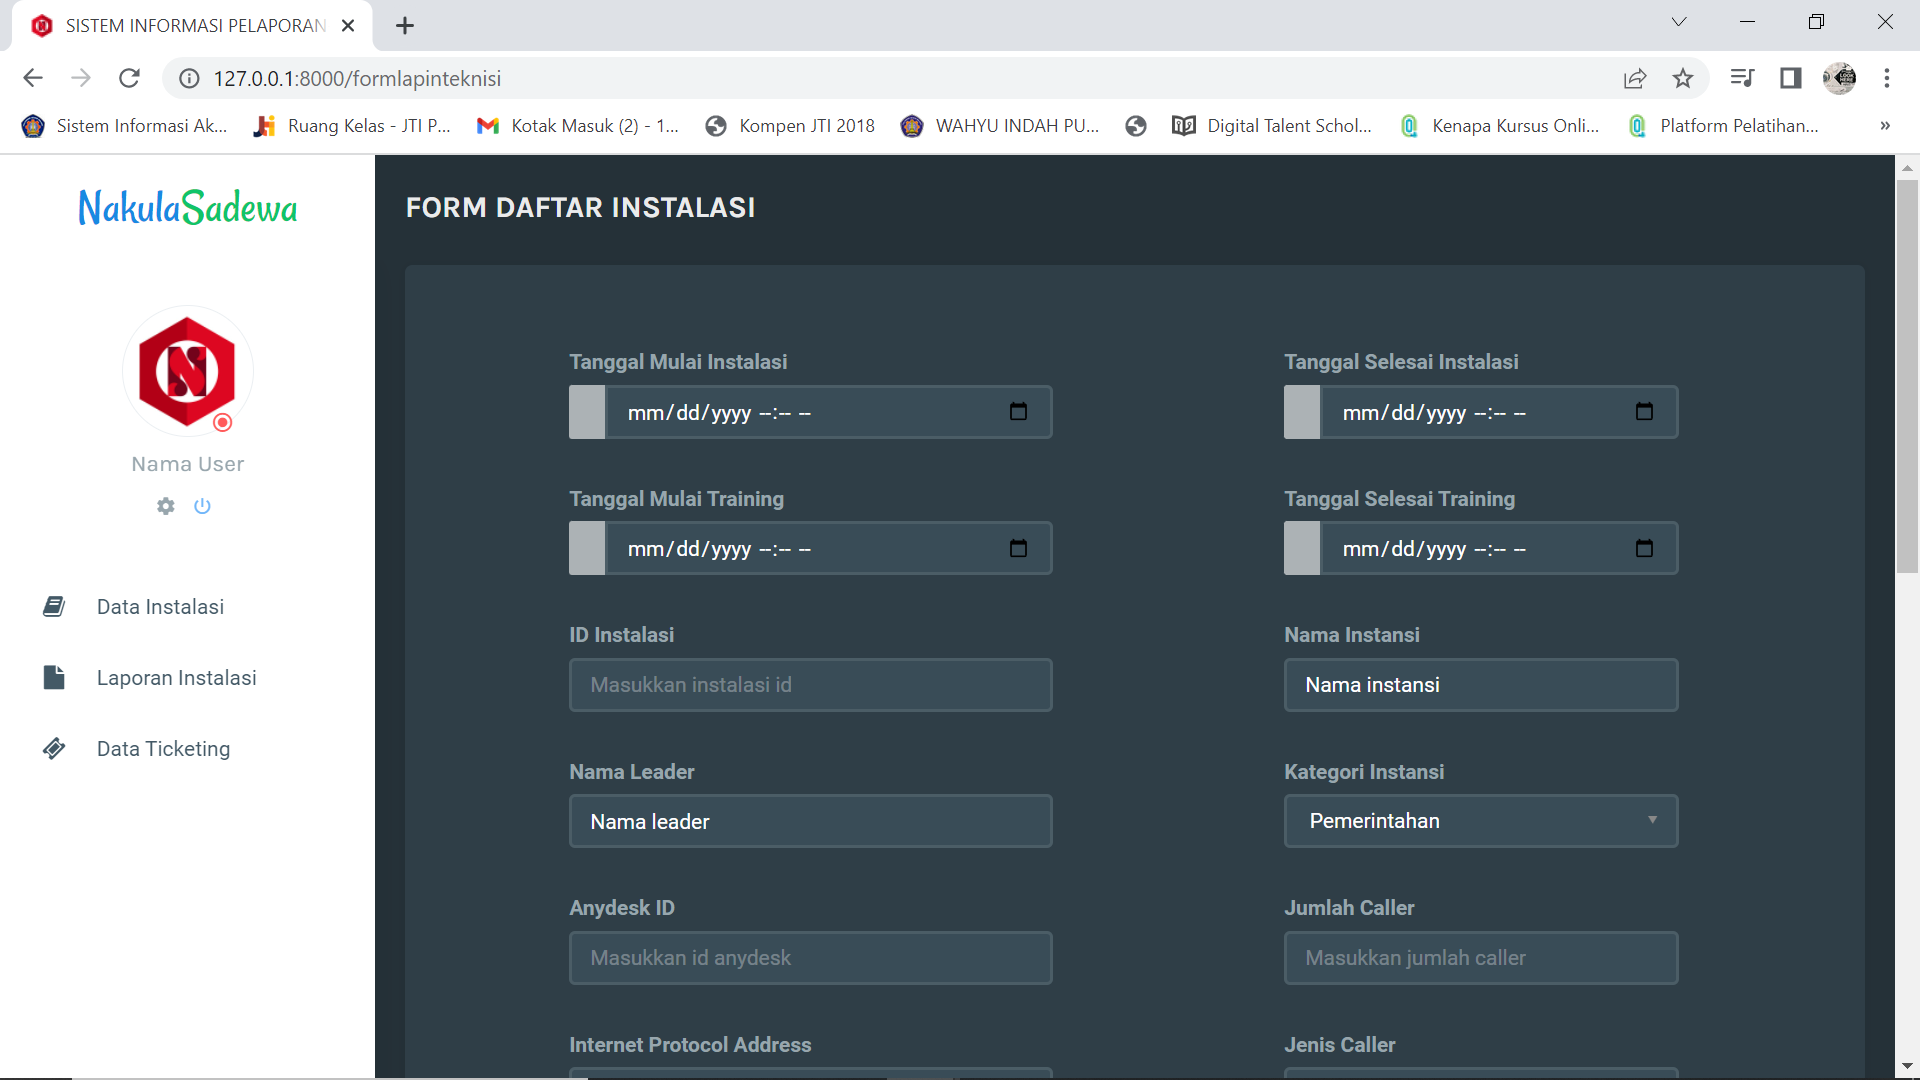 SISTEM INFORMASI PELAPORAN
127.0.0.1:8000/formlapinteknisi
Sistem Informasi Ak...
Ruang Kelas - JTI P...
Kotak Masuk (2) - 1...
Kompen JTI 2018
WAHYU INDAH PU...
Digital Talent Schol...
Kenapa Kursus Onli...
Platform Pelatihan...
»
NakulaSadewa
Nama User
Data Instalasi
Laporan Instalasi
Data Ticketing
FORM DAFTAR INSTALASI
Tanggal Mulai Instalasi
mm/dd/yyyy --:-- --
Tanggal Selesai Instalasi
mm/dd/yyyy --:-- --
Tanggal Mulai Training
mm/dd/yyyy --:-- --
Tanggal Selesai Training
mm/dd/yyyy --:-- --
ID Instalasi
Masukkan instalasi id
Nama Instansi
Nama instansi
Nama Leader
Nama leader
Kategori Instansi
Pemerintahan
Anydesk ID
Masukkan id anydesk
Jumlah Caller
Masukkan jumlah caller
Internet Protocol Address
Jenis Caller